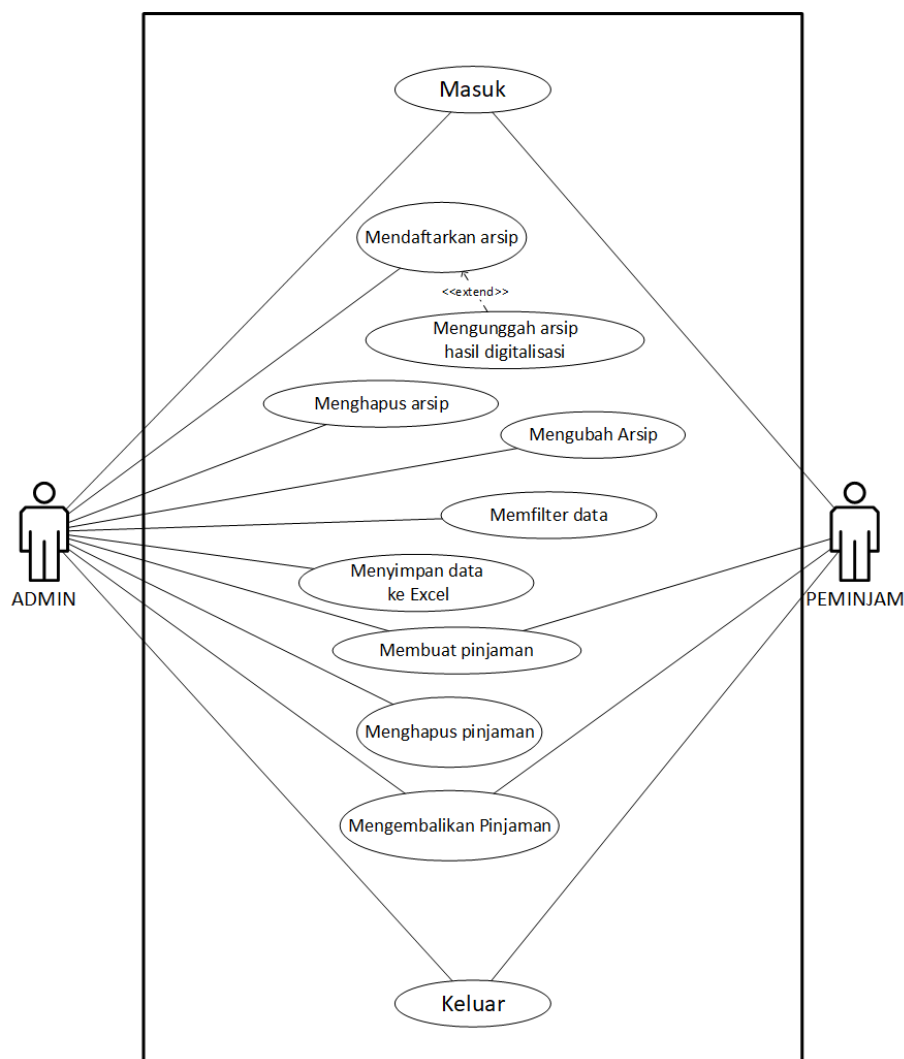 Masuk
Mendaftarkan arsip
<<extend>>
Mengunggah arsip
hasil digitalisasi
Menghapus arsip
Mengubah Arsip
Memfilter data
Menyimpan data
ke Excel
ADMIN
PEMINJAM
Membuat pinjaman
Menghapus pinjaman
Mengembalikan Pinjaman
Keluar